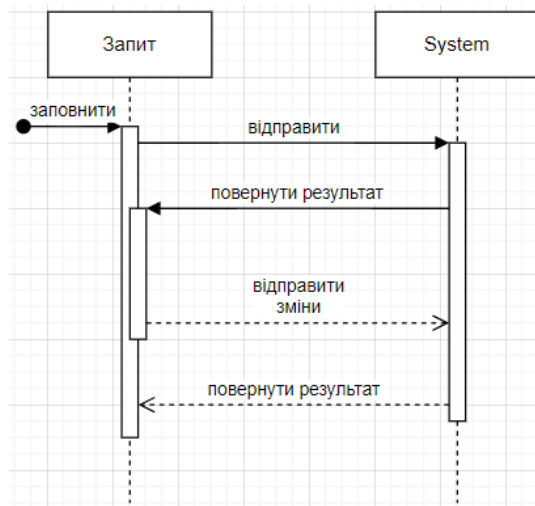 Запит
System
заповнити
відправити
повернути результат
відправити
зміни
повернути результат